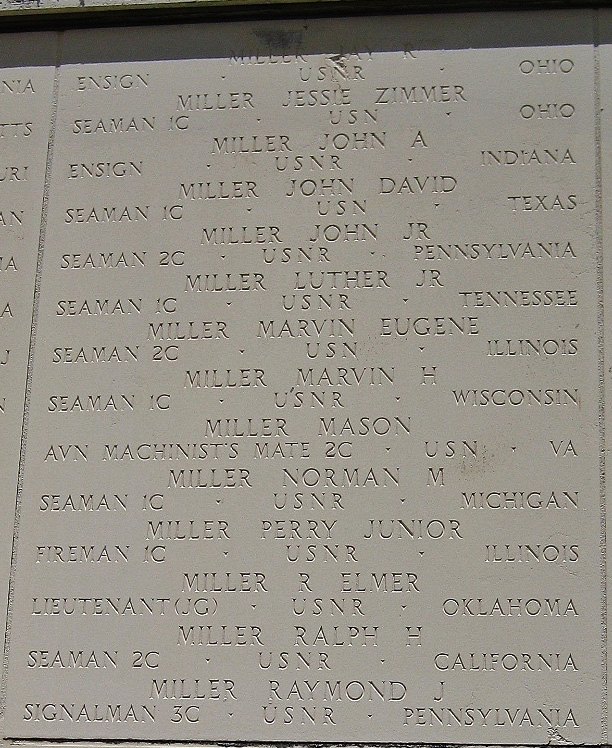 MILLER JAY R
ENSIGN · USNR · OHIO
MILLER JESSIE ZIMMER
SEAMAN 1C · USN · OHIO
MILLER JOHN A
ENSIGN · USNR · INDIANA
MILLER JOHN DAVID
SEAMAN 1C · USN · TEXAS
MILLER JOHN JR
SEAMAN 2C · USNR · PENNSYLVANIA
MILLER LUTHER JR
SEAMAN 1C · USNR · TENNESSEE
MILLER MARVIN EUGENE
SEAMAN 2C · USN · ILLINOIS
MILLER MARVIN H
SEAMAN 1C · USNR · WISCONSIN
MILLER MASON
AVN MACHINIST'S MATE 2C · USN · VA
MILLER NORMAN M
SEAMAN 1C · USNR · MICHIGAN
MILLER PERRY JUNIOR
FIREMAN 1C · USNR · ILLINOIS
MILLER R ELMER
LIEUTENANT(JG) · USNR · OKLAHOMA
MILLER RALPH H
SEAMAN 2C · USNR · CALIFORNIA
MILLER RAYMOND J
SIGNALMAN 3C · USNR · PENNSYLVANIA